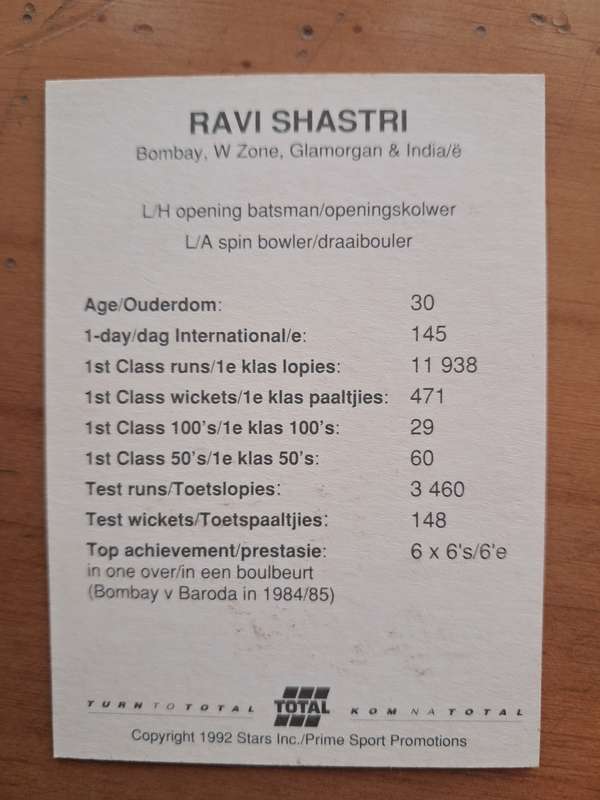 RAVI SHASTRI
Bombay, W Zone, Glamorgan & India/ë
L/H opening batsman/openingskolwer
L/A spin bowler/draaibouler
Age/Ouderdom: 30
1-day/dag International/e: 145
1st Class runs/1e klas lopies: 11 938
1st Class wickets/1e klas paaltjies: 471
1st Class 100's/1e klas 100's: 29
1st Class 50's/1e klas 50's: 60
Test runs/Toetslopies: 3 460
Test wickets/Toetspaaltjies: 148
Top achievement/prestasie: 6 x 6's/6'e
in one over/in een boulbeurt
(Bombay v Baroda in 1984/85)
TURN TO TOTAL TOTAL KOM NA TOTAL
Copyright 1992 Stars Inc./Prime Sport Promotions